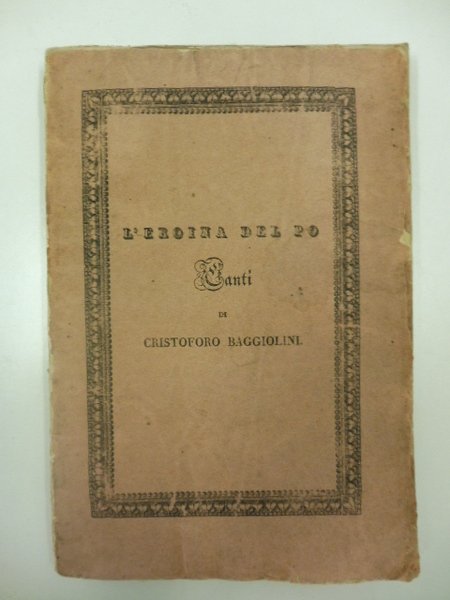 L'EROINA DEL PO
Canti
DI
CRISTOFORO BAGGIOLINI.